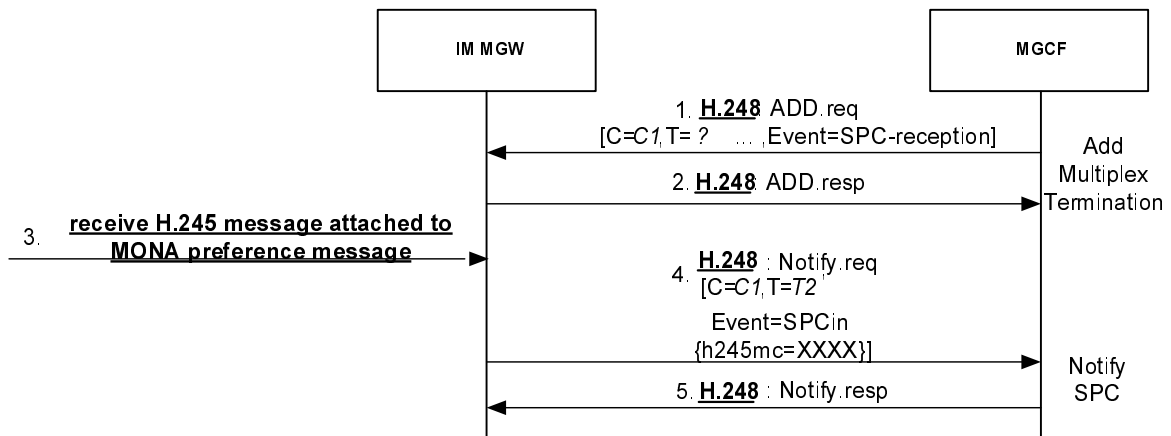 IM MGW
MGCF
1. H.248: ADD.req
[C=C1,T= ? ... ,Event=SPC-reception]
Add
Multiplex
Termination
2. H.248: ADD.resp
3. receive H.245 message attached to
MONA preference message
4. H.248 : Notify.req
[C=C1,T=T2 ,
Event=SPCin
{h245mc=XXXX}]
Notify
SPC
5. H.248 : Notify.resp